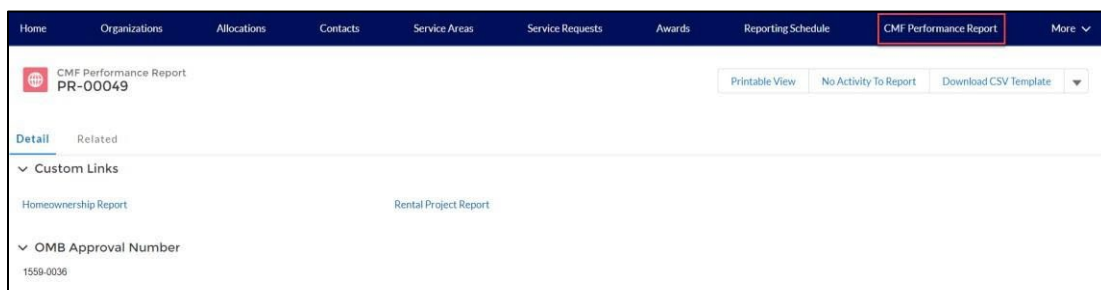 Home Organizations Allocations Contacts Service Areas Service Requests Awards Reporting Schedule CMF Performance Report More
CMF Performance Report
PR-00049
Printable View No Activity To Report Download CSV Template
Detail Related
Custom Links
Homeownership Report Rental Project Report
OMB Approval Number
1559-0036